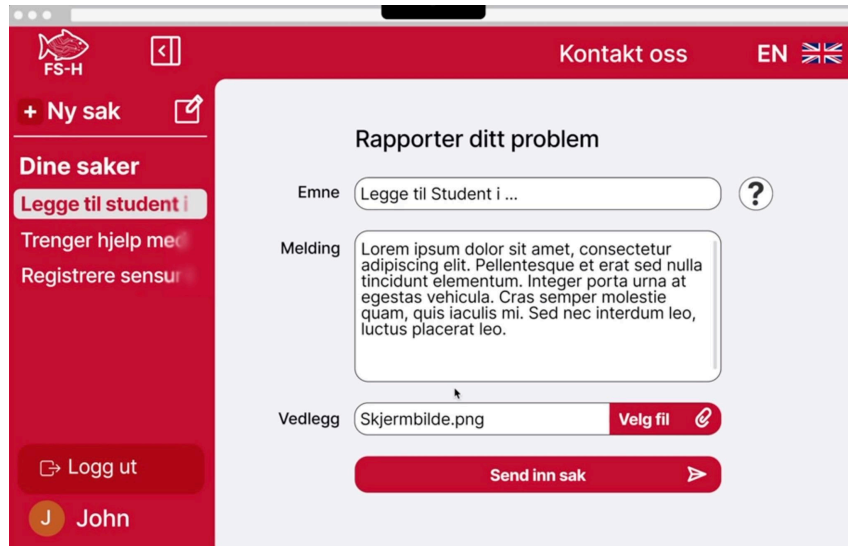 FS-H
Kontakt oss
EN
+ Ny sak
Dine saker
Legge til student i
Trenger hjelp med
Registrere sensur
Logg ut
J John
Rapporter ditt problem
Emne
Legge til Student i ...
?
Melding
Lorem ipsum dolor sit amet, consectetur
adipiscing elit. Pellentesque et erat sed nulla
tincidunt elementum. Integer porta urna at
egestas vehicula. Cras semper molestie
quam, quis iaculis mi. Sed nec interdum leo,
luctus placerat leo.
Vedlegg
Skjermbilde.png
Velg fil
Send inn sak